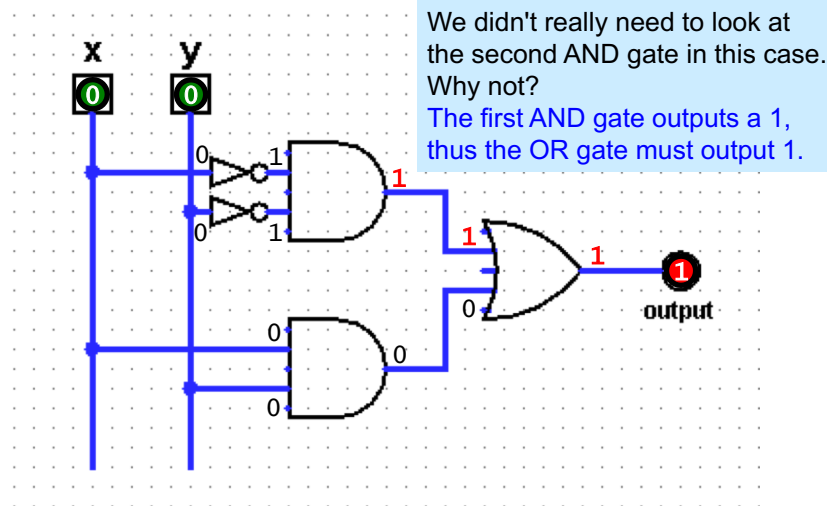 We didn't really need to look at
the second AND gate in this case.
Why not?
The first AND gate outputs a 1,
thus the OR gate must output 1.
x y
0 0
0 1
1
1
0 1
1
1
1
output
0
0
0
0